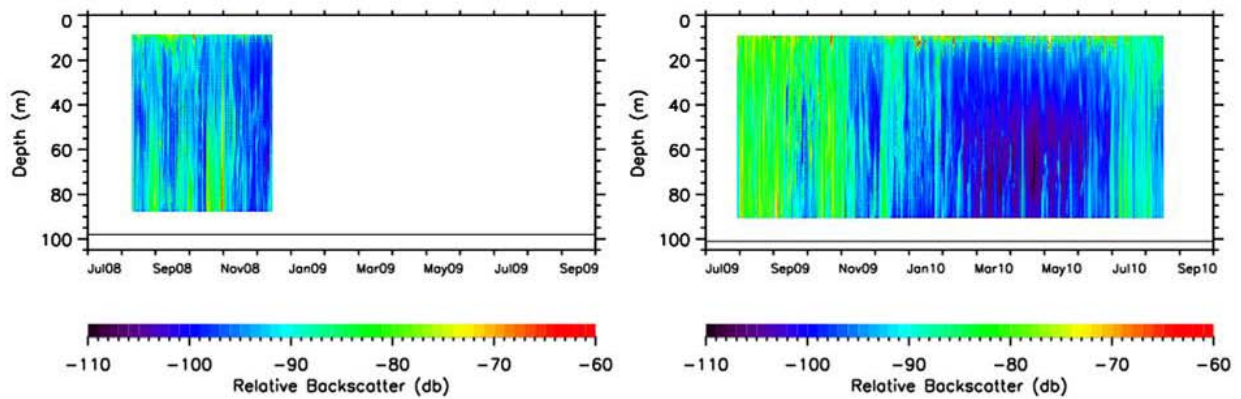 0
20
40
60
80
100
Depth (m)
Jul08 Sep08 Nov08 Jan09 Mar09 May09 Jul09 Sep09
-110 -100 -90 -80 -70 -60
Relative Backscatter (db)
0
20
40
60
80
100
Depth (m)
Jul09 Sep09 Nov09 Jan10 Mar10 May10 Jul10 Sep10
-110 -100 -90 -80 -70 -60
Relative Backscatter (db)